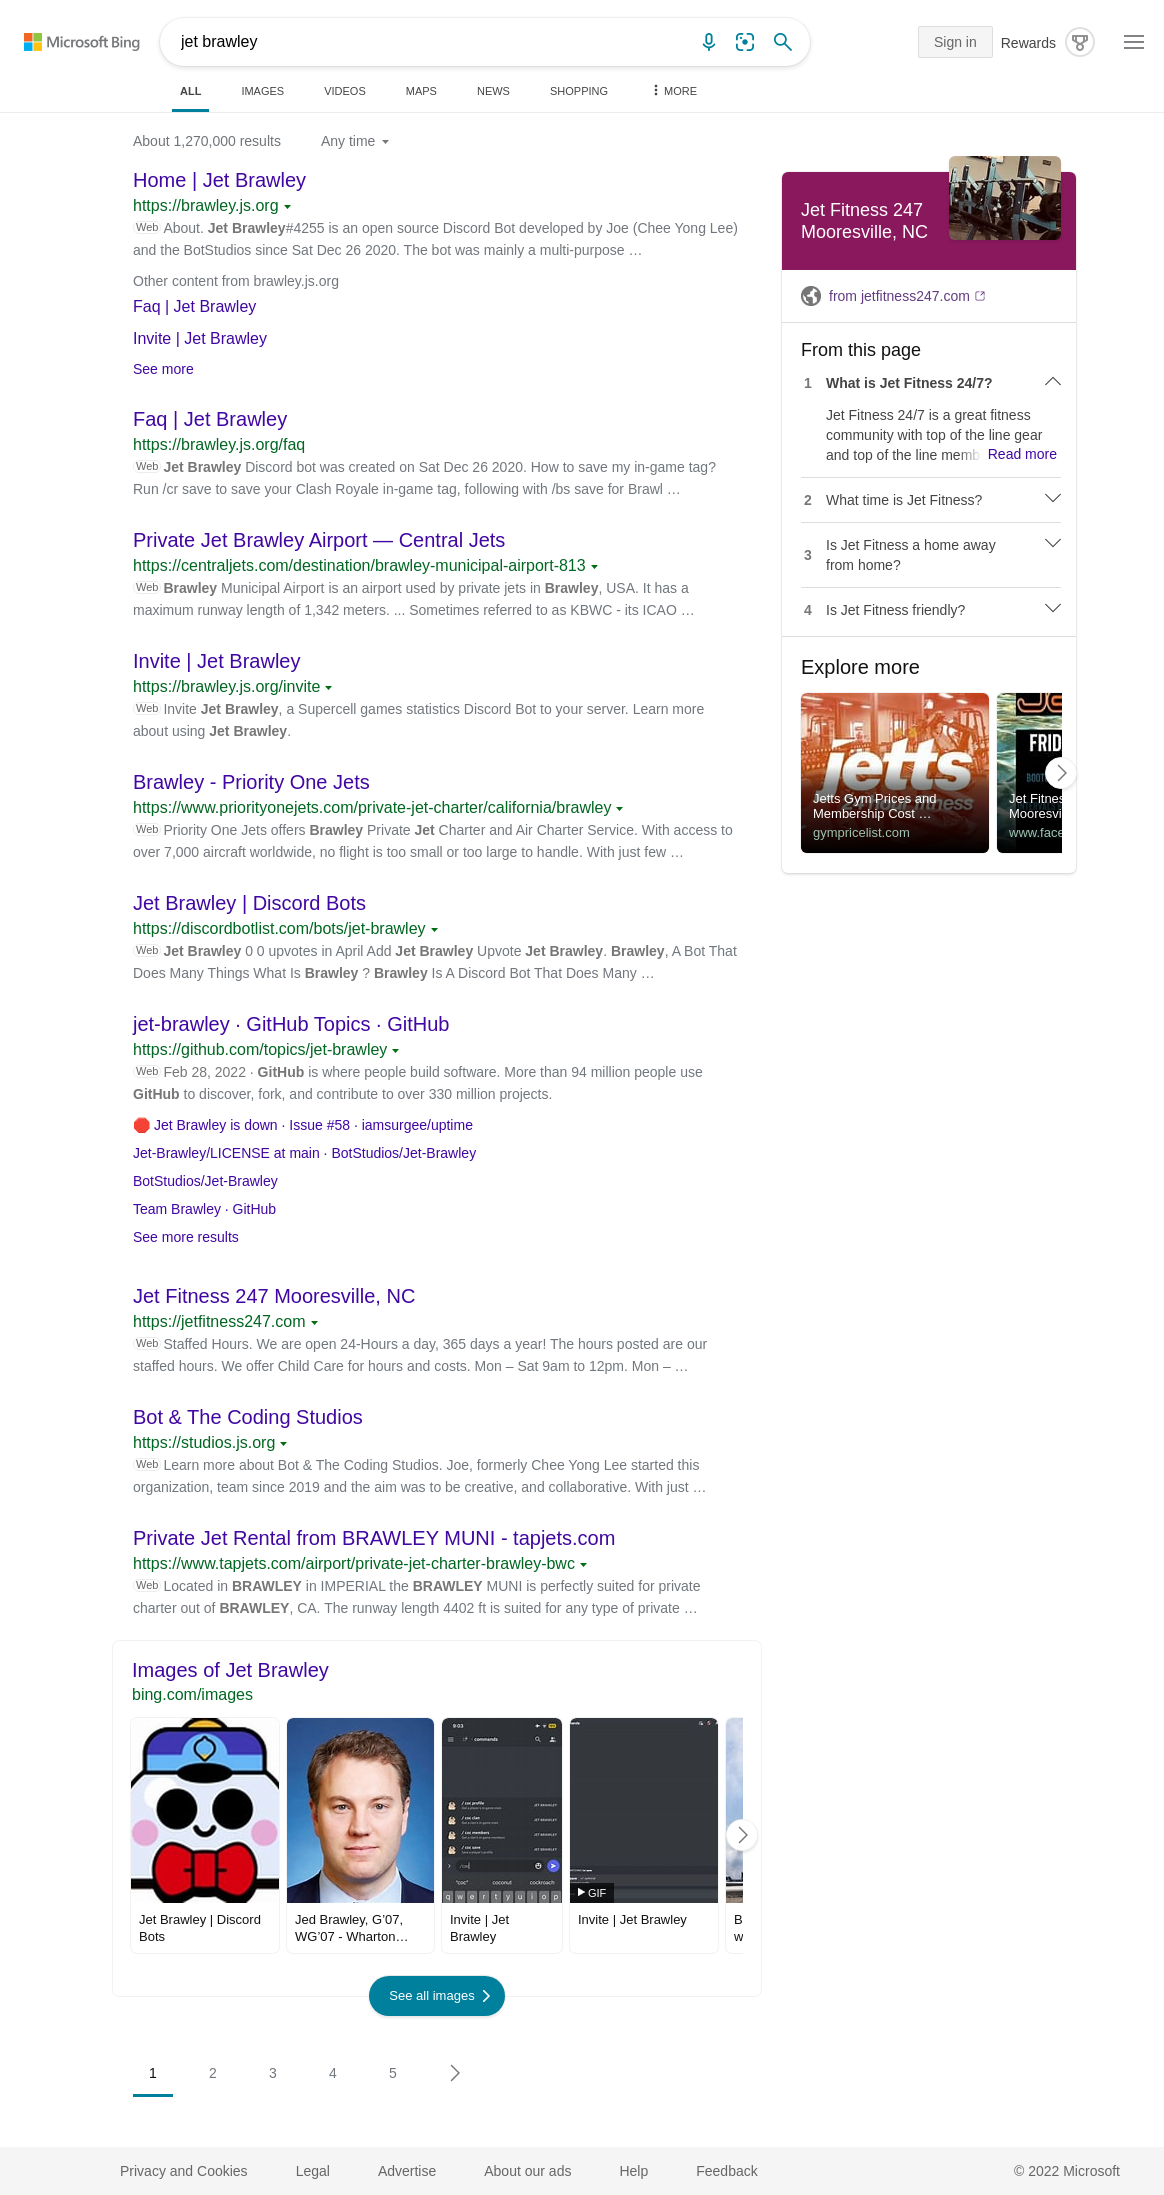 Microsoft Bing
jet brawley
Sign in
Rewards
ALL
IMAGES
VIDEOS
MAPS
NEWS
SHOPPING
MORE
About 1,270,000 results
Any time
Home | Jet Brawley
https://brawley.js.org
Web About. Jet Brawley#4255 is an open source Discord Bot developed by Joe (Chee Yong Lee)
and the BotStudios since Sat Dec 26 2020. The bot was mainly a multi-purpose …
Other content from brawley.js.org
Faq | Jet Brawley
Invite | Jet Brawley
See more
Faq | Jet Brawley
https://brawley.js.org/faq
Web Jet Brawley Discord bot was created on Sat Dec 26 2020. How to save my in-game tag?
Run /cr save to save your Clash Royale in-game tag, following with /bs save for Brawl …
Private Jet Brawley Airport — Central Jets
https://centraljets.com/destination/brawley-municipal-airport-813
Web Brawley Municipal Airport is an airport used by private jets in Brawley, USA. It has a
maximum runway length of 1,342 meters. ... Sometimes referred to as KBWC - its ICAO …
Invite | Jet Brawley
https://brawley.js.org/invite
Web Invite Jet Brawley, a Supercell games statistics Discord Bot to your server. Learn more
about using Jet Brawley.
Brawley - Priority One Jets
https://www.priorityonejets.com/private-jet-charter/california/brawley
Web Priority One Jets offers Brawley Private Jet Charter and Air Charter Service. With access to
over 7,000 aircraft worldwide, no flight is too small or too large to handle. With just few …
Jet Brawley | Discord Bots
https://discordbotlist.com/bots/jet-brawley
Web Jet Brawley 0 0 upvotes in April Add Jet Brawley Upvote Jet Brawley. Brawley, A Bot That
Does Many Things What Is Brawley ? Brawley Is A Discord Bot That Does Many …
jet-brawley · GitHub Topics · GitHub
https://github.com/topics/jet-brawley
Web Feb 28, 2022 · GitHub is where people build software. More than 94 million people use
GitHub to discover, fork, and contribute to over 330 million projects.
Jet Brawley is down · Issue #58 · iamsurgee/uptime
Jet-Brawley/LICENSE at main · BotStudios/Jet-Brawley
BotStudios/Jet-Brawley
Team Brawley · GitHub
See more results
Jet Fitness 247 Mooresville, NC
https://jetfitness247.com
Web Staffed Hours. We are open 24-Hours a day, 365 days a year! The hours posted are our
staffed hours. We offer Child Care for hours and costs. Mon – Sat 9am to 12pm. Mon – …
Bot & The Coding Studios
https://studios.js.org
Web Learn more about Bot & The Coding Studios. Joe, formerly Chee Yong Lee started this
organization, team since 2019 and the aim was to be creative, and collaborative. With just …
Private Jet Rental from BRAWLEY MUNI - tapjets.com
https://www.tapjets.com/airport/private-jet-charter-brawley-bwc
Web Located in BRAWLEY in IMPERIAL the BRAWLEY MUNI is perfectly suited for private
charter out of BRAWLEY, CA. The runway length 4402 ft is suited for any type of private …
Images of Jet Brawley
bing.com/images
9:03
commands
/ coc profile
/ coc clan
/ coc members
/ coc save
JET BRAWLEY
JET BRAWLEY
JET BRAWLEY
JET BRAWLEY
/coc
"coc" coconut cockroach
q w e r t y u i o p
GIF
Jet Brawley | Discord
Bots
Jed Brawley, G’07,
WG’07 - Wharton…
Invite | Jet
Brawley
Invite | Jet Brawley
B
w
See all images
1
2
3
4
5
Jet Fitness 247
Mooresville, NC
from jetfitness247.com
From this page
1 What is Jet Fitness 24/7?
Jet Fitness 24/7 is a great fitness
community with top of the line gear
and top of the line memb Read more
2 What time is Jet Fitness?
3 Is Jet Fitness a home away
from home?
4 Is Jet Fitness friendly?
Explore more
jetts
24 hour fitness
Jetts Gym Prices and
Membership Cost …
gympricelist.com
FRID
BOOT
Jet Fitnes
Mooresvi
www.face
Privacy and Cookies
Legal
Advertise
About our ads
Help
Feedback
© 2022 Microsoft